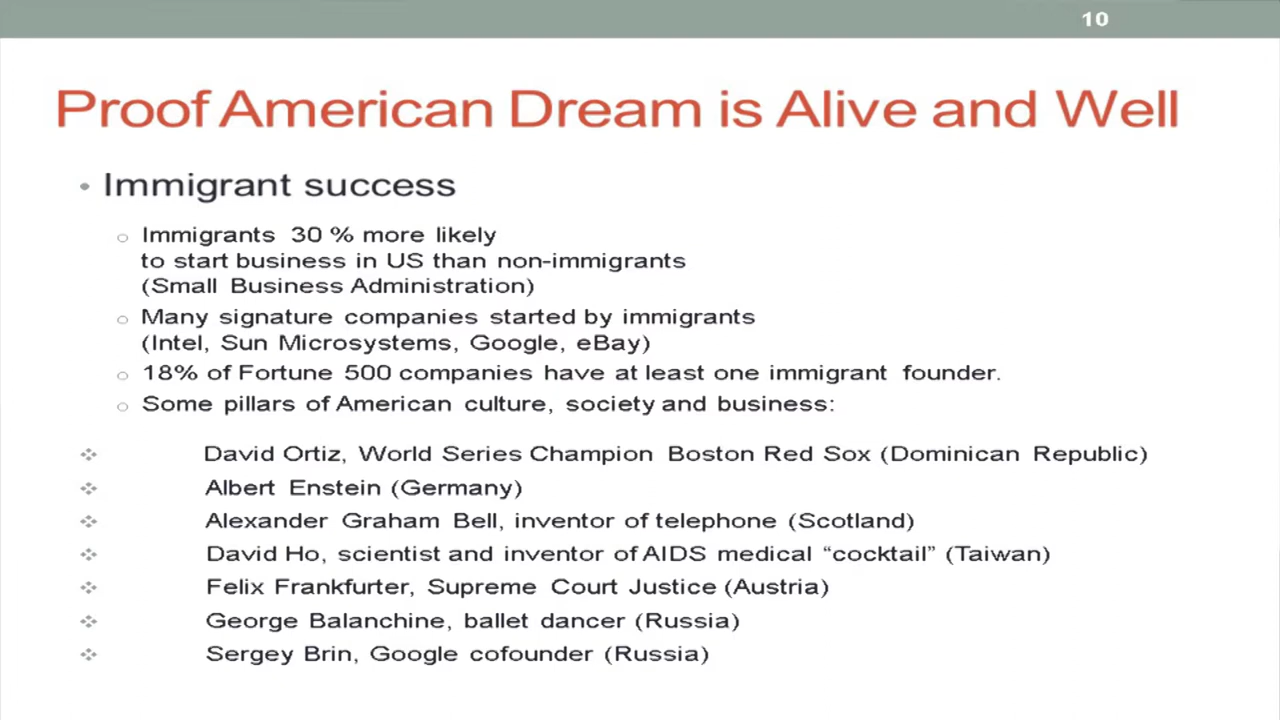 10
Proof American Dream is Alive and Well
• Immigrant success
○ Immigrants 30 % more likely
to start business in US than non-immigrants
(Small Business Administration)
○ Many signature companies started by immigrants
(Intel, Sun Microsystems, Google, eBay)
○ 18% of Fortune 500 companies have at least one immigrant founder.
○ Some pillars of American culture, society and business:
❖ David Ortiz, World Series Champion Boston Red Sox (Dominican Republic)
❖ Albert Enstein (Germany)
❖ Alexander Graham Bell, inventor of telephone (Scotland)
❖ David Ho, scientist and inventor of AIDS medical “cocktail” (Taiwan)
❖ Felix Frankfurter, Supreme Court Justice (Austria)
❖ George Balanchine, ballet dancer (Russia)
❖ Sergey Brin, Google cofounder (Russia)